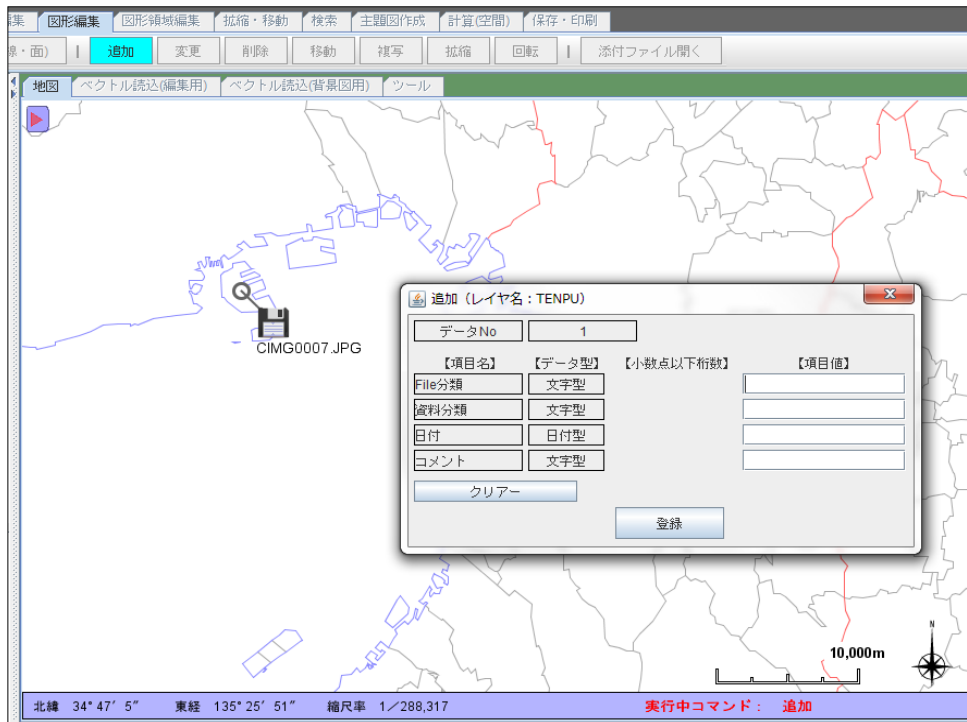 集 図形編集 図形領域編集 拡縮・移動 検索 主題図作成 計算(空間) 保存・印刷
線・面) 追加 変更 削除 移動 複写 拡縮 回転 添付ファイル開く
地図 ベクトル読込(編集用) ベクトル読込(背景図用) ツール
CIMG0007.JPG
追加（レイヤ名：TENPU）
データNo 1
【項目名】 【データ型】 【小数点以下桁数】 【項目値】
File分類 文字型
資料分類 文字型
日付 日付型
コメント 文字型
クリアー
登録
N
10,000m
北緯 34° 47′ 5″ 東経 135° 25′ 51″ 縮尺率 1／288,317 実行中コマンド： 追加